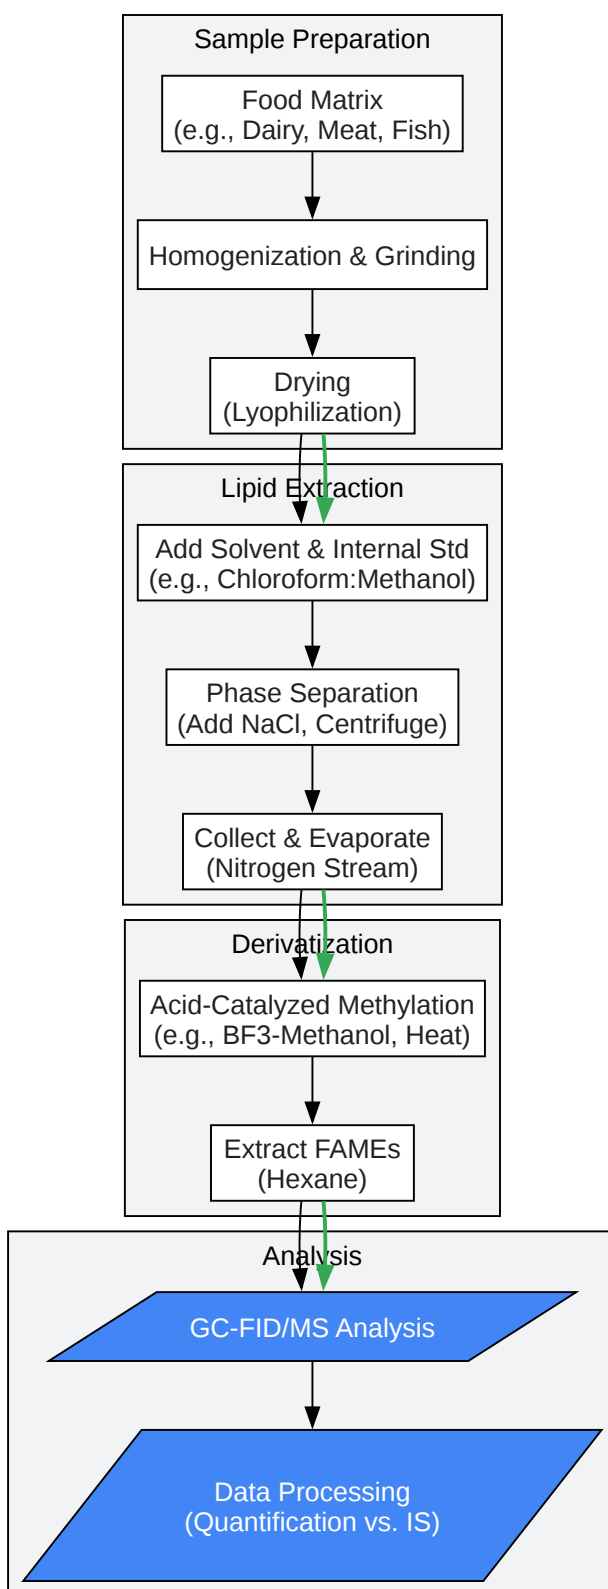 Sample Preparation
Food Matrix
(e.g., Dairy, Meat, Fish)
Homogenization & Grinding
Drying
(Lyophilization)
Lipid Extraction
Add Solvent & Internal Std
(e.g., Chloroform:Methanol)
Phase Separation
(Add NaCl, Centrifuge)
Collect & Evaporate
(Nitrogen Stream)
Derivatization
Acid-Catalyzed Methylation
(e.g., BF3-Methanol, Heat)
Extract FAMEs
(Hexane)
Analysis
GC-FID/MS Analysis
Data Processing
(Quantification vs. IS)